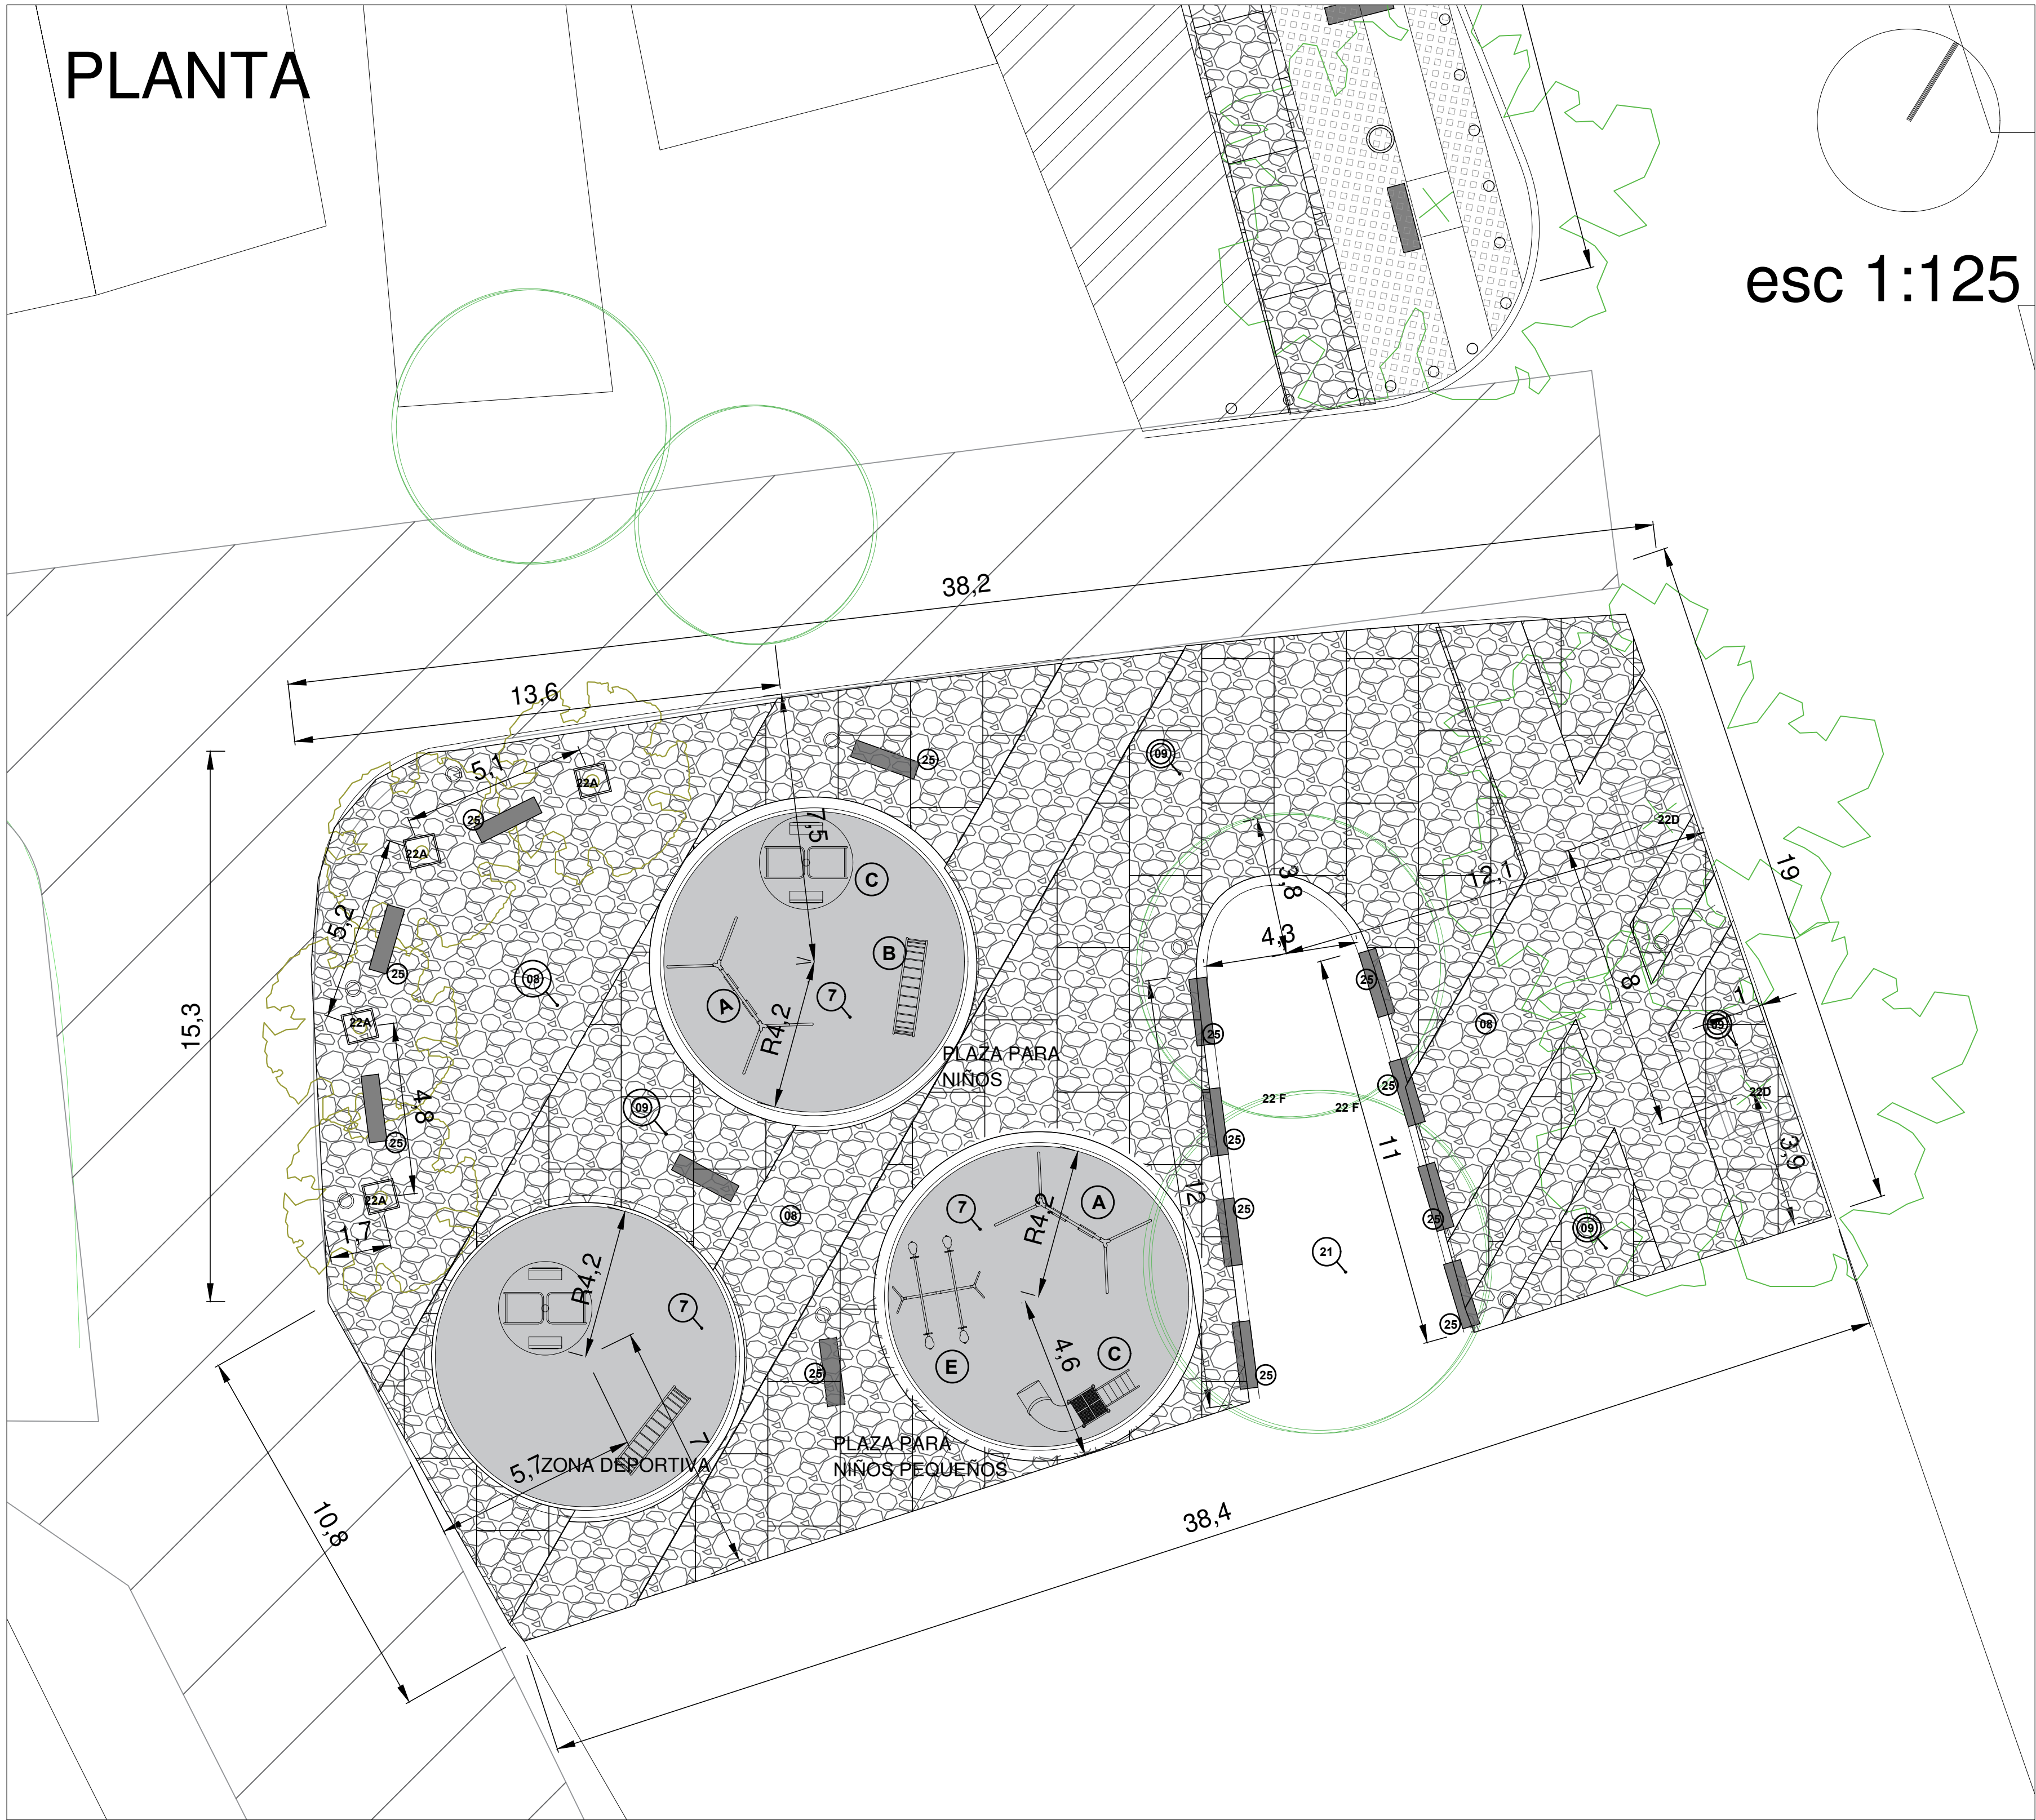 PLANTA
esc 1:125
38,2
13,6
5,1
22A
25
22A
7,5
C
25
09
22D
19
12,1
3,8
4,3
5,2
25
08
A
B
7
R4,2
25
25
08
8
1
09
15,3
22A
PLAZA PARA
NIÑOS
4,8
09
25
25
22 F
22 F
25
22D
11
3,9
22A
1,7
08
7
R4,2
A
12
25
25
09
21
R4,2
7
E
4,6
C
25
25
25
10,8
5,7
ZONA DEPORTIVA
7
PLAZA PARA
NIÑOS PEQUEÑOS
38,4